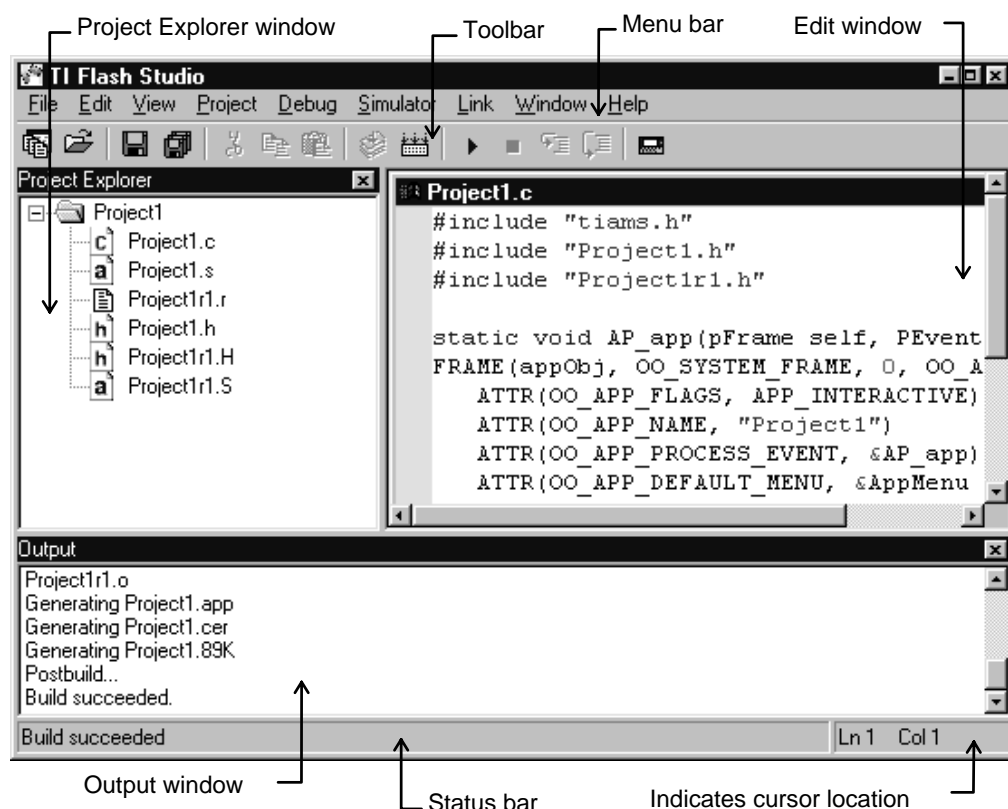 Project Explorer window
Toolbar
Menu bar
Edit window
TI Flash Studio
File Edit View Project Debug Simulator Link Window Help
Project Explorer
Project1
Project1.c
Project1.s
Project1r1.r
Project1.h
Project1r1.H
Project1r1.S
Project1.c
#include "tiams.h"
#include "Project1.h"
#include "Project1r1.h"
static void AP_app(pFrame self, PEvent
FRAME(appObj, OO_SYSTEM_FRAME, 0, OO_A
ATTR(OO_APP_FLAGS, APP_INTERACTIVE)
ATTR(OO_APP_NAME, "Project1")
ATTR(OO_APP_PROCESS_EVENT, &AP_app)
ATTR(OO_APP_DEFAULT_MENU, &AppMenu
Output
Project1r1.o
Generating Project1.app
Generating Project1.cer
Generating Project1.89K
Postbuild...
Build succeeded.
Build succeeded
Ln 1 Col 1
Output window
Status bar
Indicates cursor location